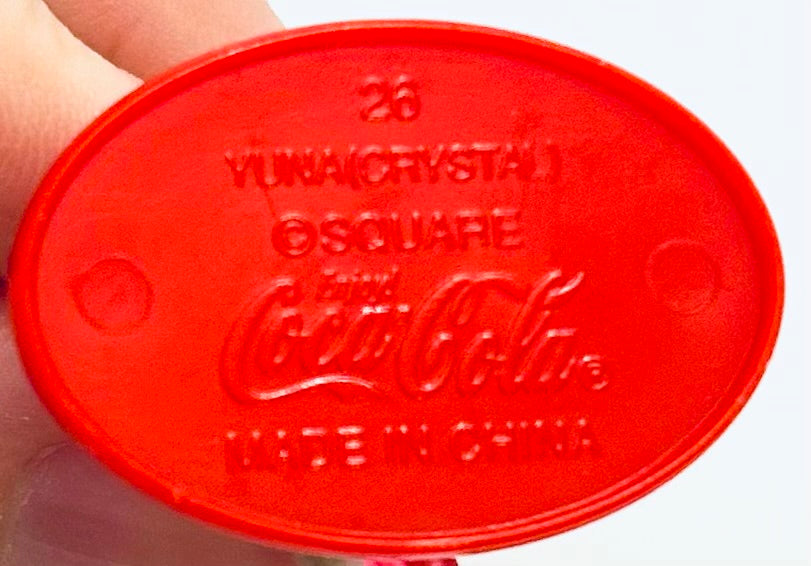 26
YUNA(CRYSTAL)
©SQUARE
Enjoy
Coca-Cola®
MADE IN CHINA